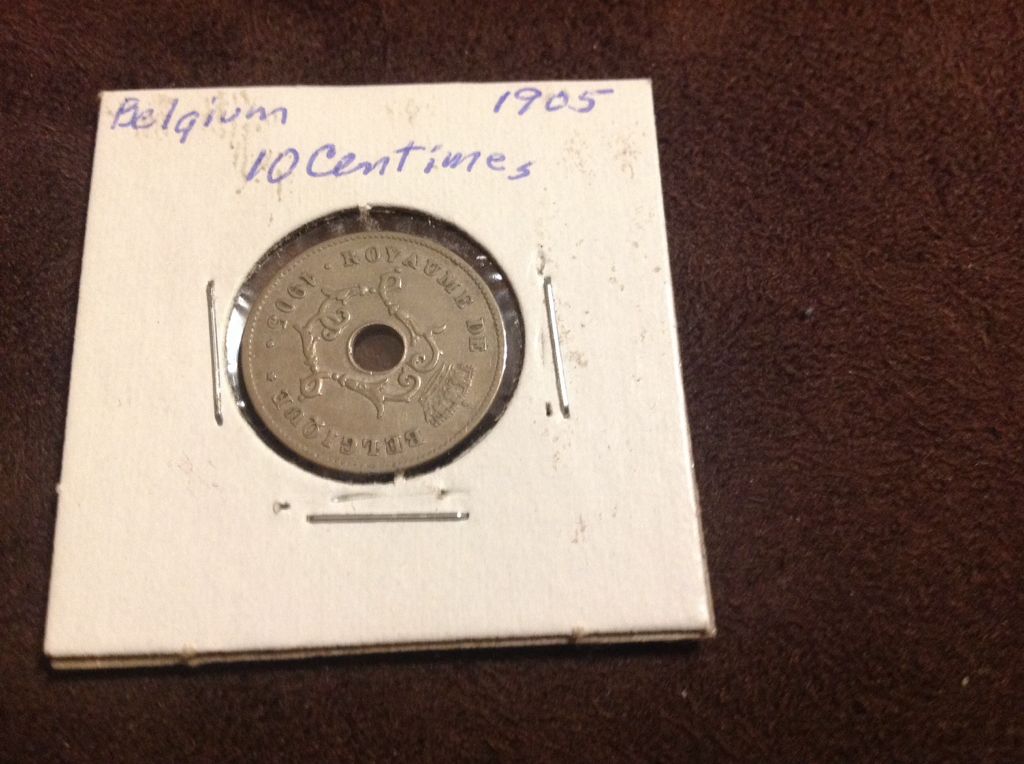 Belgium 1905
10 Centimes
ROYAUME DE BELGIQUE · 1905 ·